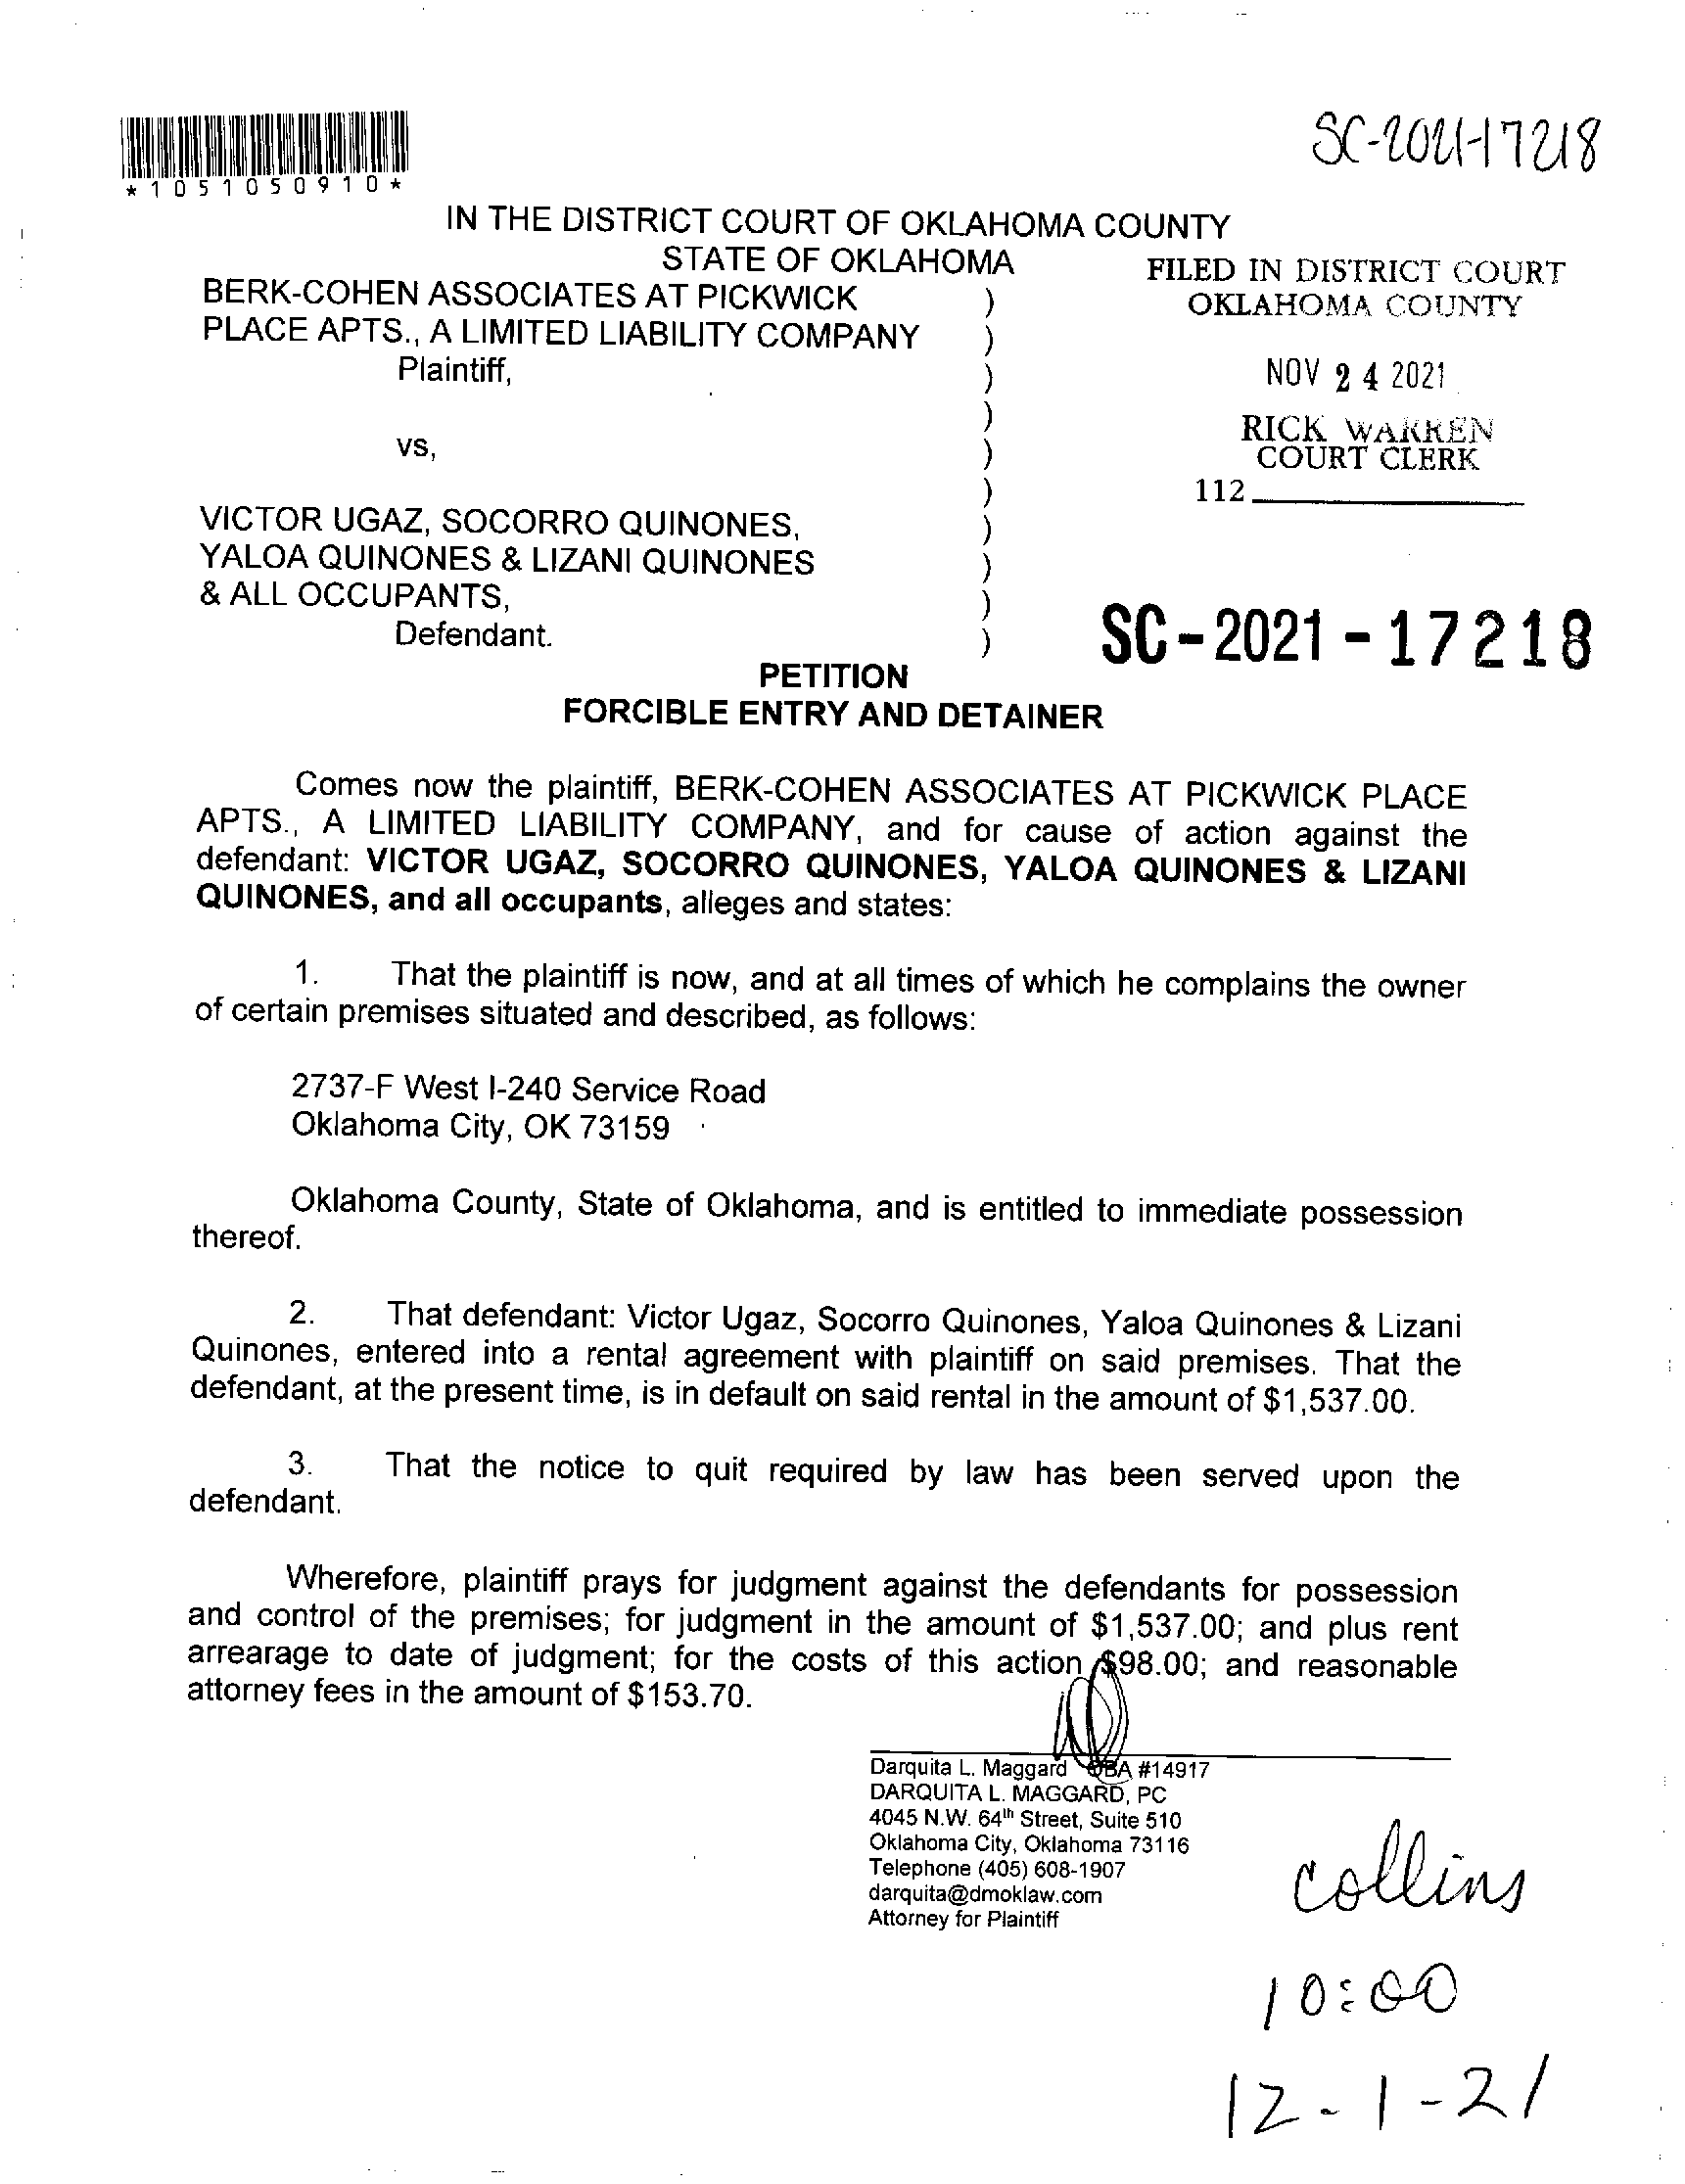 SC-2021-17218
*1051050910*
IN THE DISTRICT COURT OF OKLAHOMA COUNTY
STATE OF OKLAHOMA
FILED IN DISTRICT COURT
OKLAHOMA COUNTY
BERK-COHEN ASSOCIATES AT PICKWICK )
PLACE APTS., A LIMITED LIABILITY COMPANY )
Plaintiff, )
NOV 24 2021
)
RICK WARREN
COURT CLERK
vs, )
)
112
VICTOR UGAZ, SOCORRO QUINONES, )
YALOA QUINONES & LIZANI QUINONES )
& ALL OCCUPANTS, )
Defendant. )
SC-2021-17218
PETITION
FORCIBLE ENTRY AND DETAINER
Comes now the plaintiff, BERK-COHEN ASSOCIATES AT PICKWICK PLACE
APTS., A LIMITED LIABILITY COMPANY, and for cause of action against the
defendant: VICTOR UGAZ, SOCORRO QUINONES, YALOA QUINONES & LIZANI
QUINONES, and all occupants, alleges and states:
1. That the plaintiff is now, and at all times of which he complains the owner
of certain premises situated and described, as follows:
2737-F West I-240 Service Road
Oklahoma City, OK 73159
Oklahoma County, State of Oklahoma, and is entitled to immediate possession
thereof.
2. That defendant: Victor Ugaz, Socorro Quinones, Yaloa Quinones & Lizani
Quinones, entered into a rental agreement with plaintiff on said premises. That the
defendant, at the present time, is in default on said rental in the amount of $1,537.00.
3. That the notice to quit required by law has been served upon the
defendant.
Wherefore, plaintiff prays for judgment against the defendants for possession
and control of the premises; for judgment in the amount of $1,537.00; and plus rent
arrearage to date of judgment; for the costs of this action $98.00; and reasonable
attorney fees in the amount of $153.70.
Darquita L. Maggard OBA #14917
DARQUITA L. MAGGARD, PC
4045 N.W. 64th Street, Suite 510
Oklahoma City, Oklahoma 73116
Telephone (405) 608-1907
darquita@dmoklaw.com
Attorney for Plaintiff
collins
10:00
12-1-21